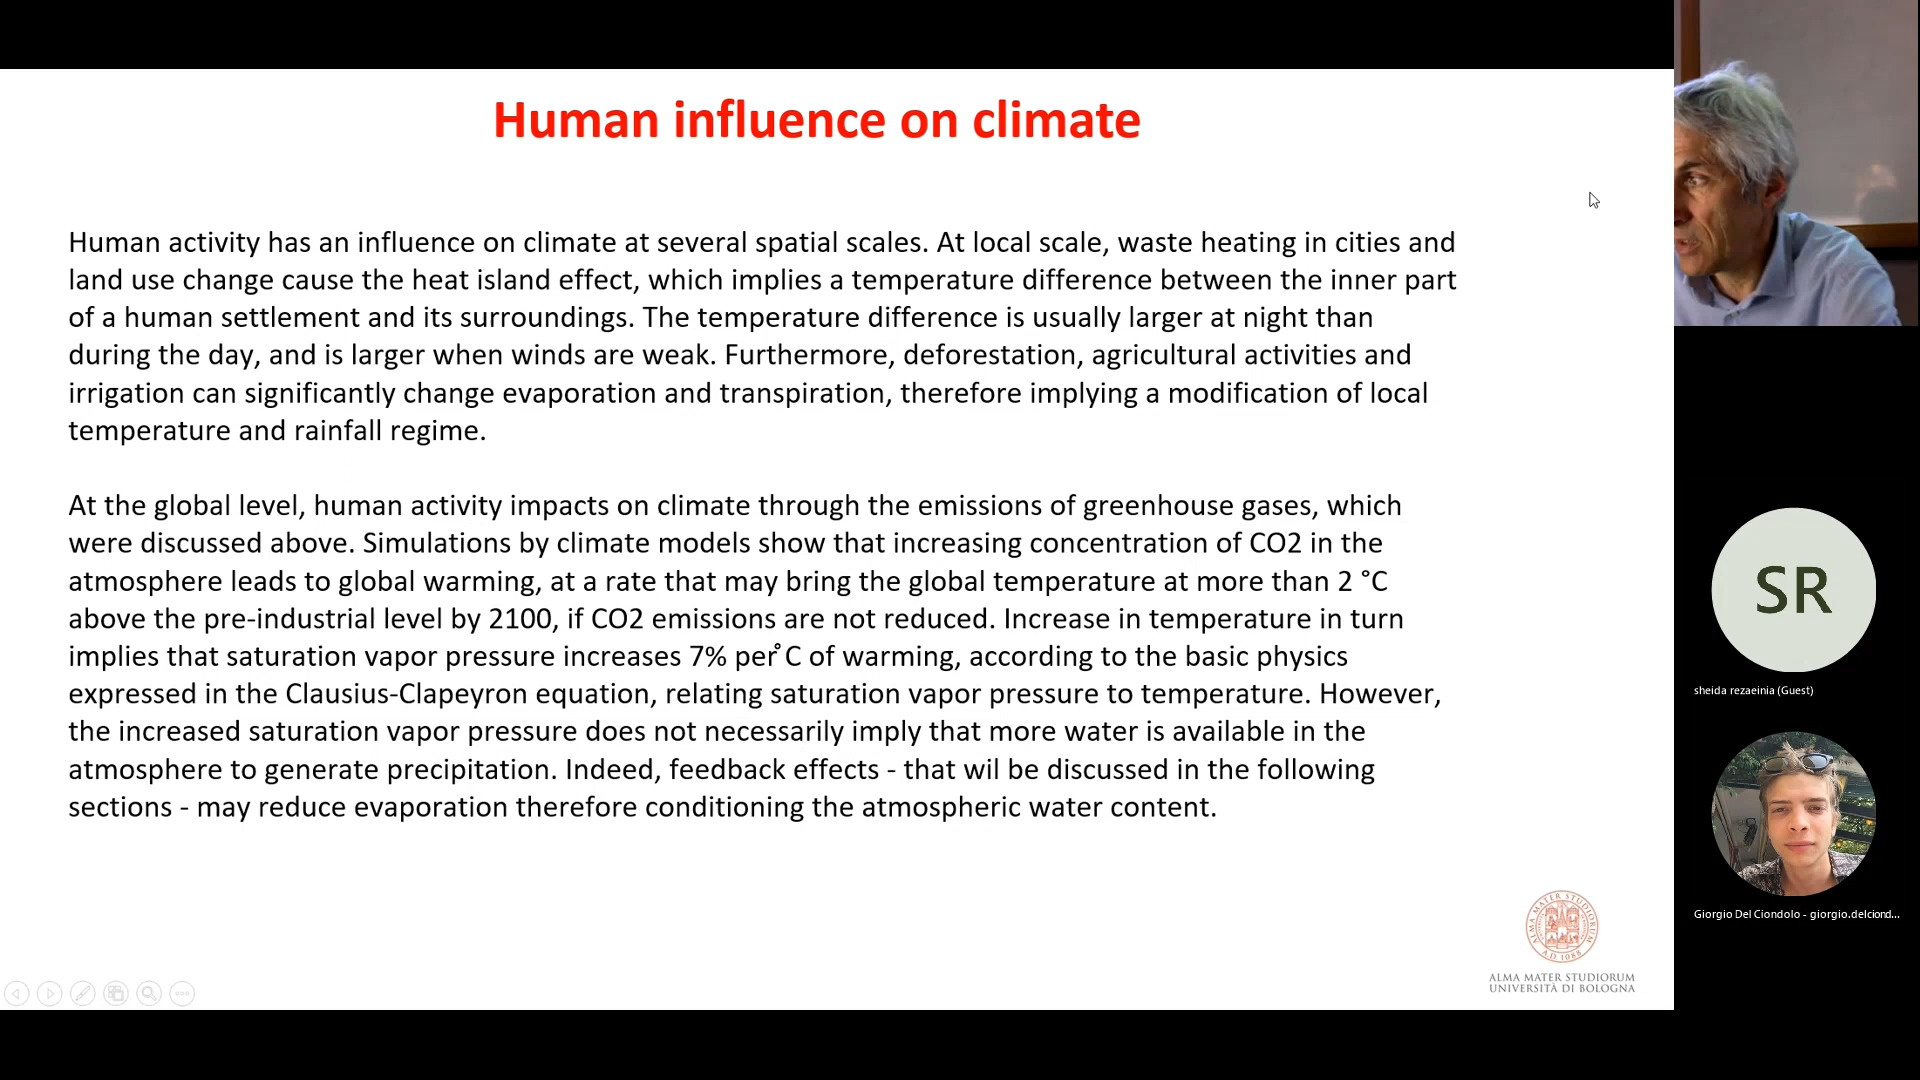 Human influence on climate
Human activity has an influence on climate at several spatial scales. At local scale, waste heating in cities and
land use change cause the heat island effect, which implies a temperature difference between the inner part
of a human settlement and its surroundings. The temperature difference is usually larger at night than
during the day, and is larger when winds are weak. Furthermore, deforestation, agricultural activities and
irrigation can significantly change evaporation and transpiration, therefore implying a modification of local
temperature and rainfall regime.
At the global level, human activity impacts on climate through the emissions of greenhouse gases, which
were discussed above. Simulations by climate models show that increasing concentration of CO2 in the
atmosphere leads to global warming, at a rate that may bring the global temperature at more than 2 °C
above the pre-industrial level by 2100, if CO2 emissions are not reduced. Increase in temperature in turn
implies that saturation vapor pressure increases 7% per˚C of warming, according to the basic physics
expressed in the Clausius-Clapeyron equation, relating saturation vapor pressure to temperature. However,
the increased saturation vapor pressure does not necessarily imply that more water is available in the
atmosphere to generate precipitation. Indeed, feedback effects - that wil be discussed in the following
sections - may reduce evaporation therefore conditioning the atmospheric water content.
ALMA MATER STUDIORUM
A.D. 1088
ALMA MATER STUDIORUM
UNIVERSITÀ DI BOLOGNA
SR
sheida rezaeinia (Guest)
Giorgio Del Ciondolo - giorgio.delciond...